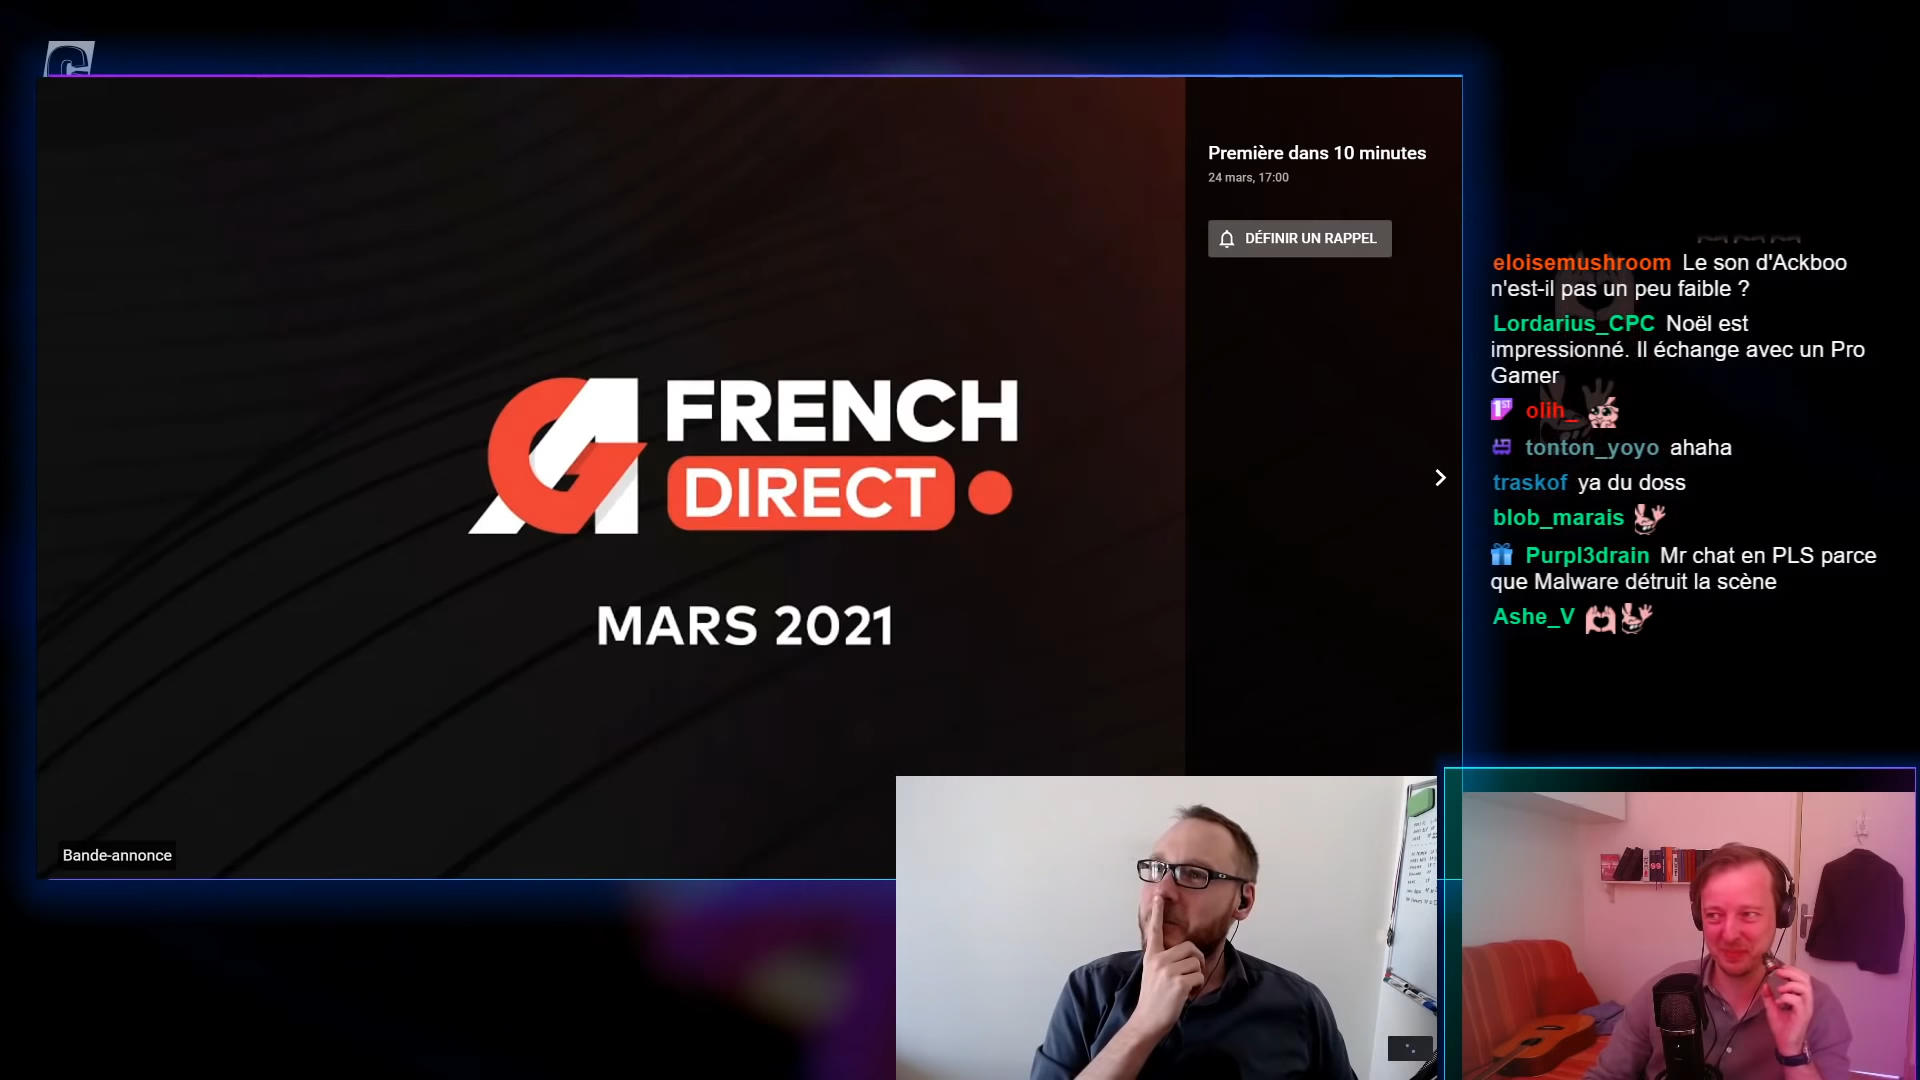 Première dans 10 minutes
24 mars, 17:00
DÉFINIR UN RAPPEL
FRENCH
DIRECT
MARS 2021
Bande-annonce
eloisemushroom Le son d'Ackboo
n'est-il pas un peu faible ?
Lordarius_CPC Noël est
impressionné. Il échange avec un Pro
Gamer
1ST olih_
tonton_yoyo ahaha
traskof ya du doss
blob_marais
Purpl3drain Mr chat en PLS parce
que Malware détruit la scène
Ashe_V